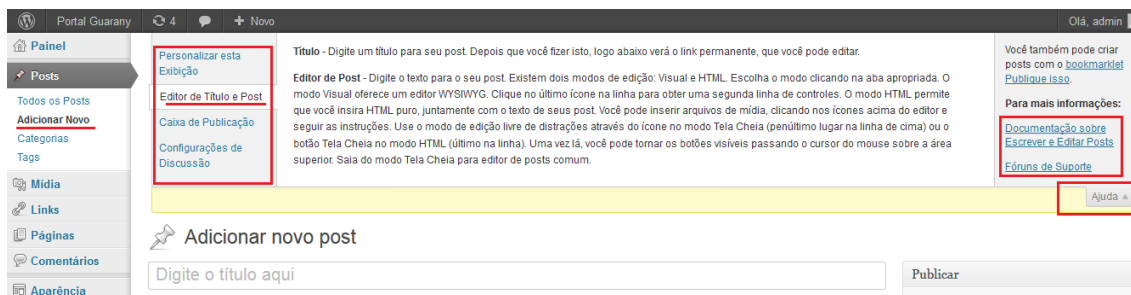 Portal Guarany 4 + Novo Olá, admin
Painel
Posts
Todos os Posts
Adicionar Novo
Categorias
Tags
Mídia
Links
Páginas
Comentários
Aparência
Personalizar esta
Exibição
Editor de Título e Post
Caixa de Publicação
Configurações de
Discussão
Título - Digite um título para seu post. Depois que você fizer isto, logo abaixo verá o link permanente, que você pode editar.
Editor de Post - Digite o texto para o seu post. Existem dois modos de edição: Visual e HTML. Escolha o modo clicando na aba apropriada. O
modo Visual oferece um editor WYSIWYG. Clique no último ícone na linha para obter uma segunda linha de controles. O modo HTML permite
que você insira HTML puro, juntamente com o texto de seus post. Você pode inserir arquivos de mídia, clicando nos ícones acima do editor e
seguir as instruções. Use o modo de edição livre de distrações através do ícone no modo Tela Cheia (penúltimo lugar na linha de cima) ou o
botão Tela Cheia no modo HTML (último na linha). Uma vez lá, você pode tornar os botões visíveis passando o cursor do mouse sobre a área
superior. Saia do modo Tela Cheia para editor de posts comum.
Você também pode criar
posts com o bookmarklet
Publique isso.
Para mais informações:
Documentação sobre
Escrever e Editar Posts
Fóruns de Suporte
Ajuda
Adicionar novo post
Digite o título aqui
Publicar